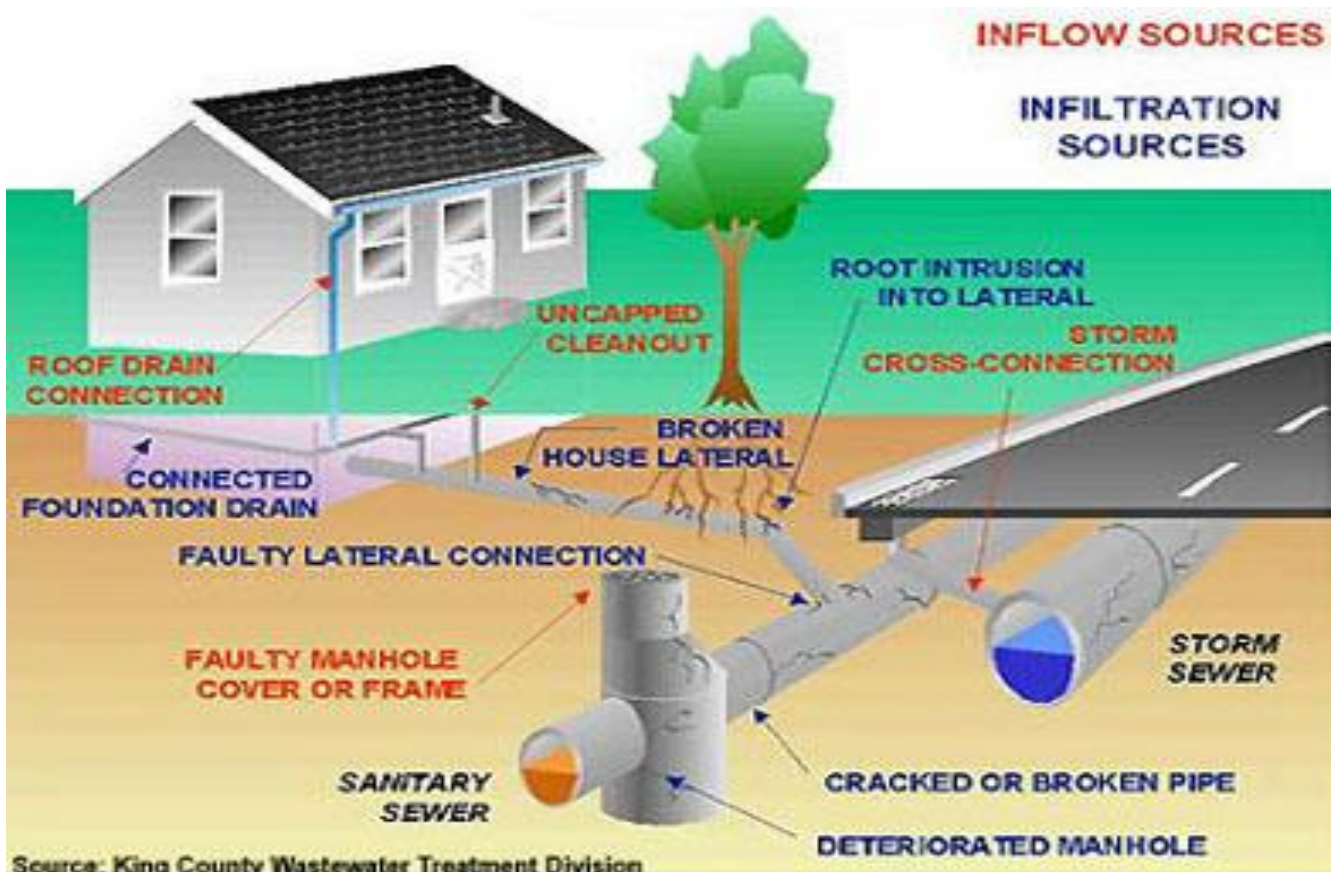 INFLOW SOURCES
INFILTRATION
SOURCES
ROOT INTRUSION
INTO LATERAL
UNCAPPED
CLEANOUT
STORM
CROSS-CONNECTION
ROOF DRAIN
CONNECTION
BROKEN
HOUSE LATERAL
CONNECTED
FOUNDATION DRAIN
FAULTY LATERAL CONNECTION
FAULTY MANHOLE
COVER OR FRAME
STORM
SEWER
SANITARY
SEWER
CRACKED OR BROKEN PIPE
DETERIORATED MANHOLE
Source: King County Wastewater Treatment Division